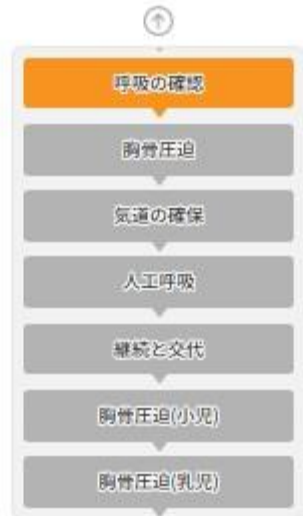 呼吸の確認
胸骨圧迫
気道の確保
人工呼吸
継続と交代
胸骨圧迫(小児)
胸骨圧迫(乳児)